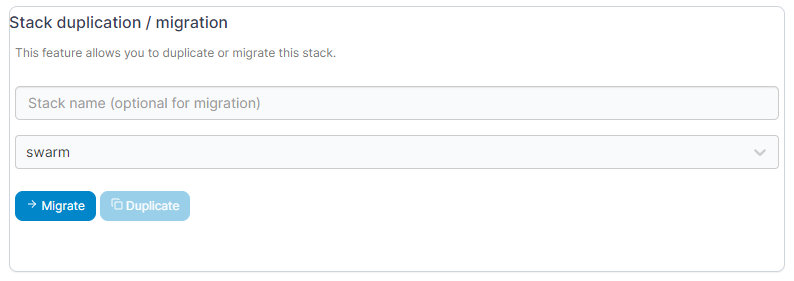 Stack duplication / migration
This feature allows you to duplicate or migrate this stack.
Stack name (optional for migration)
swarm
Migrate Duplicate